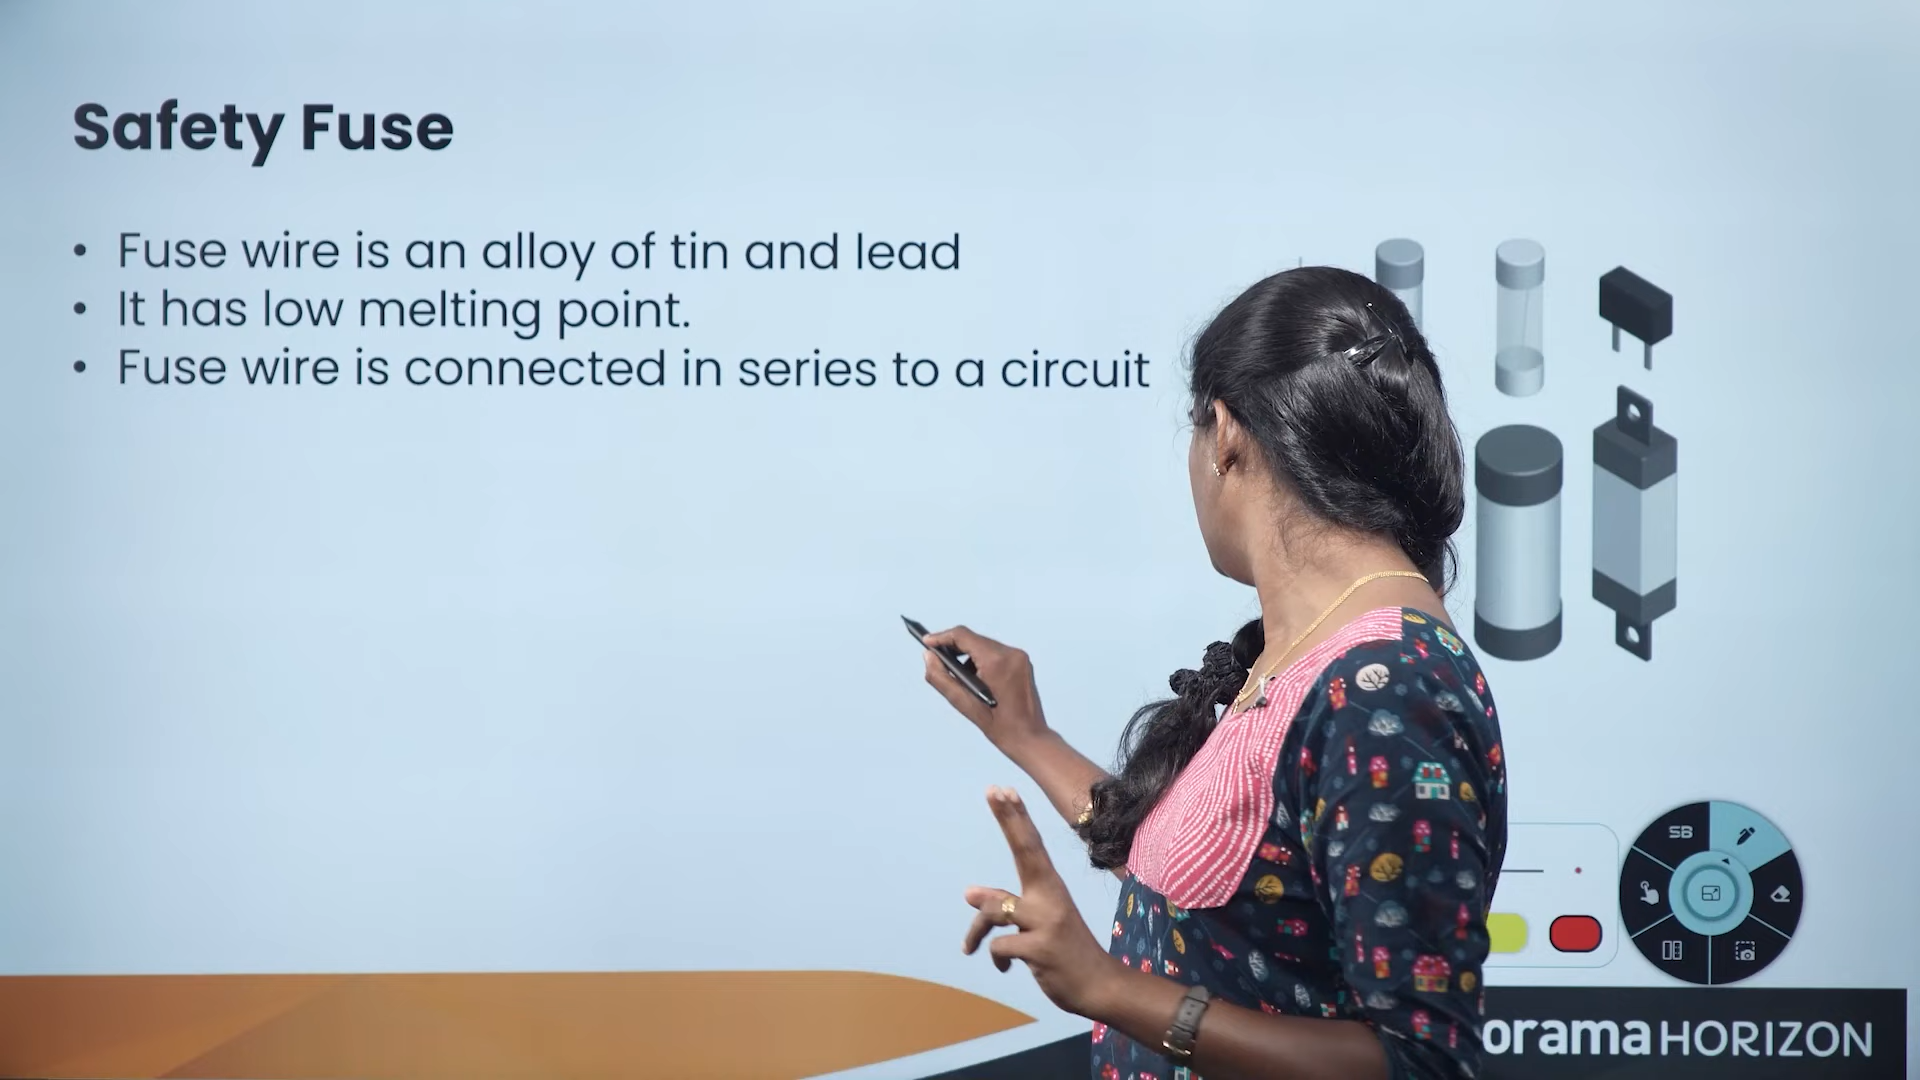 Safety Fuse
• Fuse wire is an alloy of tin and lead
• It has low melting point.
• Fuse wire is connected in series to a circuit
SB
orama HORIZON